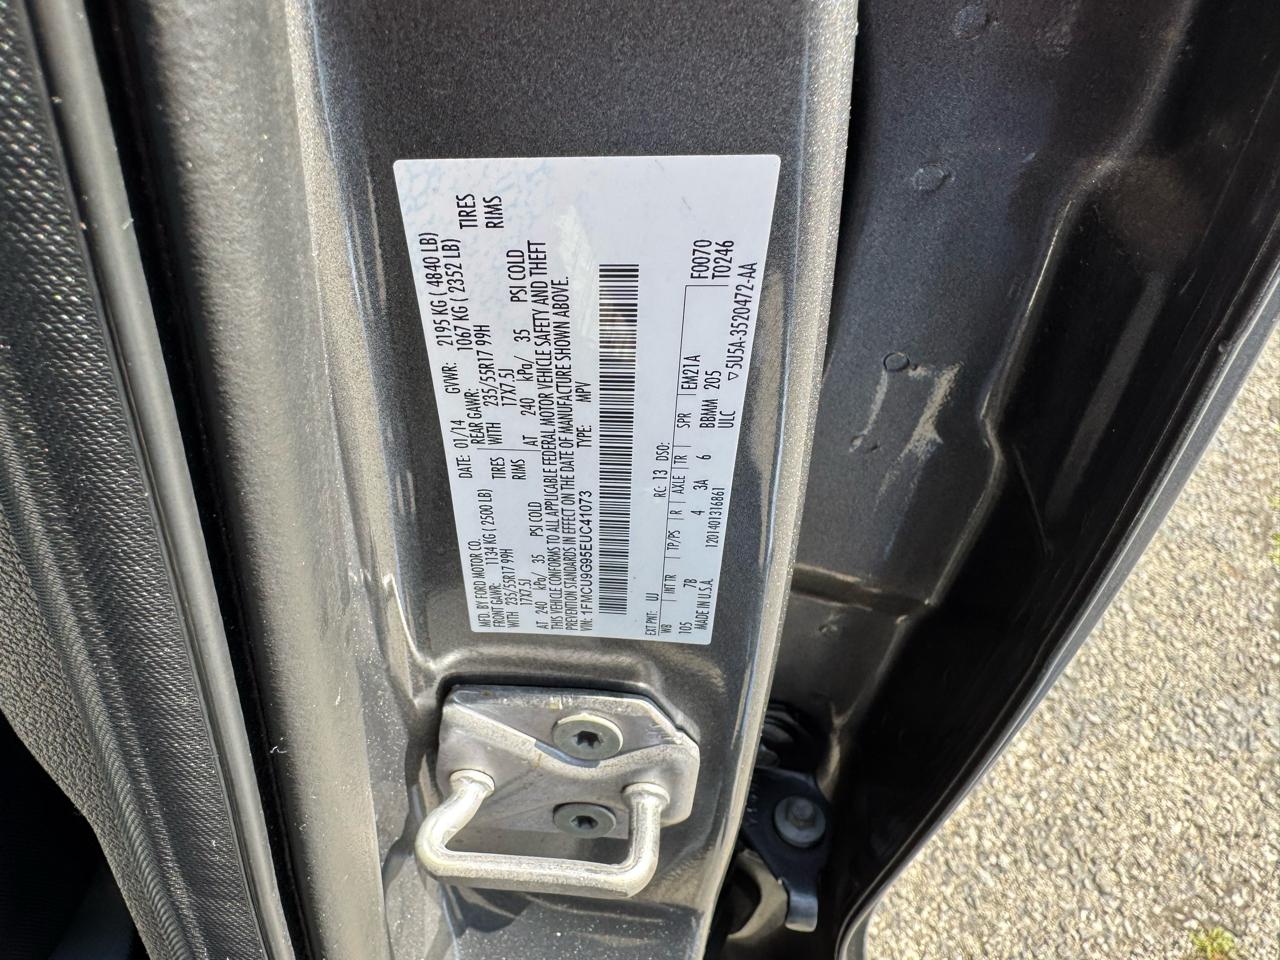 MFD. BY FORD MOTOR CO.
DATE: 01/14 GVWR: 2195 KG ( 4840 LB)
FRONT GAWR: 1134 KG ( 2500 LB) REAR GAWR: 1067 KG ( 2352 LB)
WITH 235/55R17 99H TIRES WITH 235/55R17 99H TIRES
17X7.5J RIMS 17X7.5J RIMS
AT 240 kPa/ 35 PSI COLD AT 240 kPa/ 35 PSI COLD
THIS VEHICLE CONFORMS TO ALL APPLICABLE FEDERAL MOTOR VEHICLE SAFETY AND THEFT
PREVENTION STANDARDS IN EFFECT ON THE DATE OF MANUFACTURE SHOWN ABOVE.
VIN: 1FMCU9G95EUC41073 TYPE: MPV
F0070
T0246
EXT PNT: UJ RC: 13 DSO:
WB INT TR TP/PS R AXLE TR SPR EM21A
105 7B 4 3A 6 BBMM 205
MADE IN U.S.A. 1201401316861 ULC ▽5U5A-3520472-AA